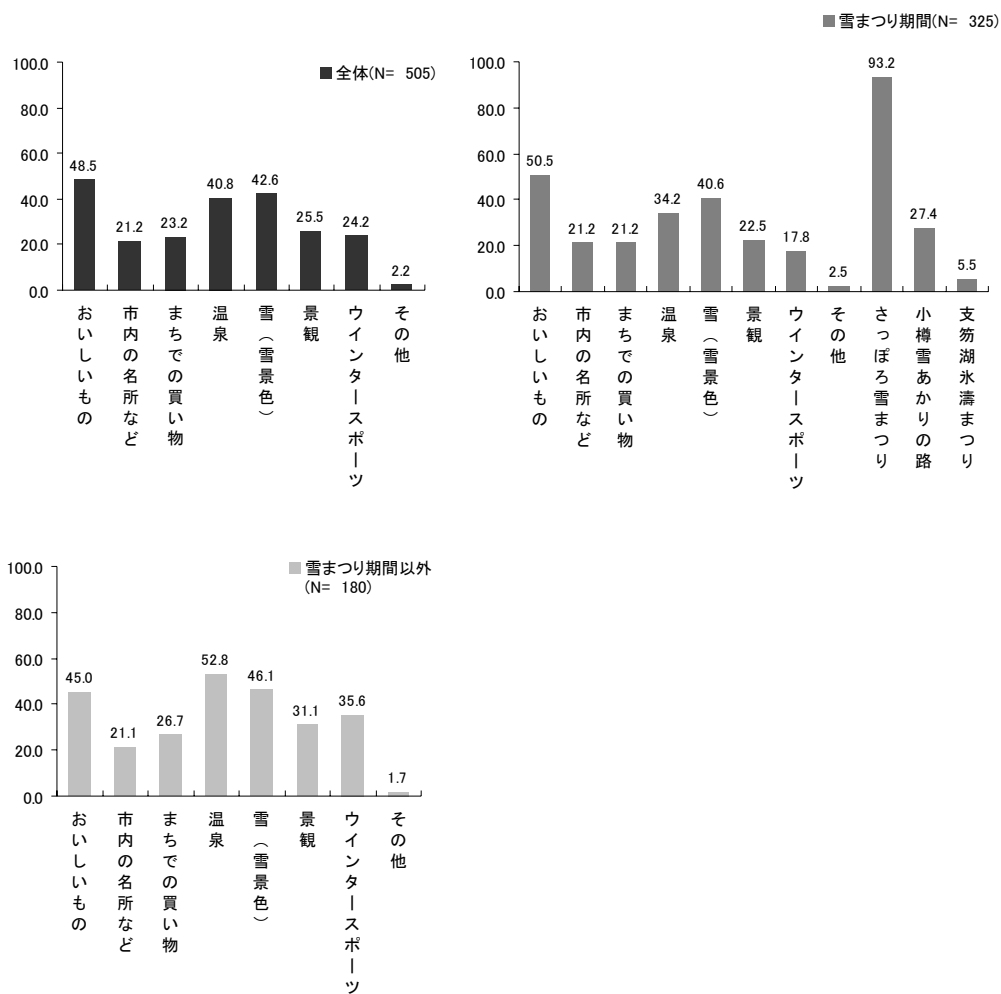 雪まつり期間(N= 325)
全体(N= 505)
100.0
80.0
60.0
40.0
20.0
0.0
48.5
21.2
23.2
40.8
42.6
25.5
24.2
2.2
おいしいもの
市内の名所など
まちでの買い物
温泉
雪(雪景色)
景観
ウインタースポーツ
その他
100.0
80.0
60.0
40.0
20.0
0.0
50.5
21.2
21.2
34.2
40.6
22.5
17.8
2.5
93.2
27.4
5.5
おいしいもの
市内の名所など
まちでの買い物
温泉
雪(雪景色)
景観
ウインタースポーツ
その他
さっぽろ雪まつり
小樽雪あかりの路
支笏湖氷濤まつり
雪まつり期間以外
(N= 180)
100.0
80.0
60.0
40.0
20.0
0.0
45.0
21.1
26.7
52.8
46.1
31.1
35.6
1.7
おいしいもの
市内の名所など
まちでの買い物
温泉
雪(雪景色)
景観
ウインタースポーツ
その他